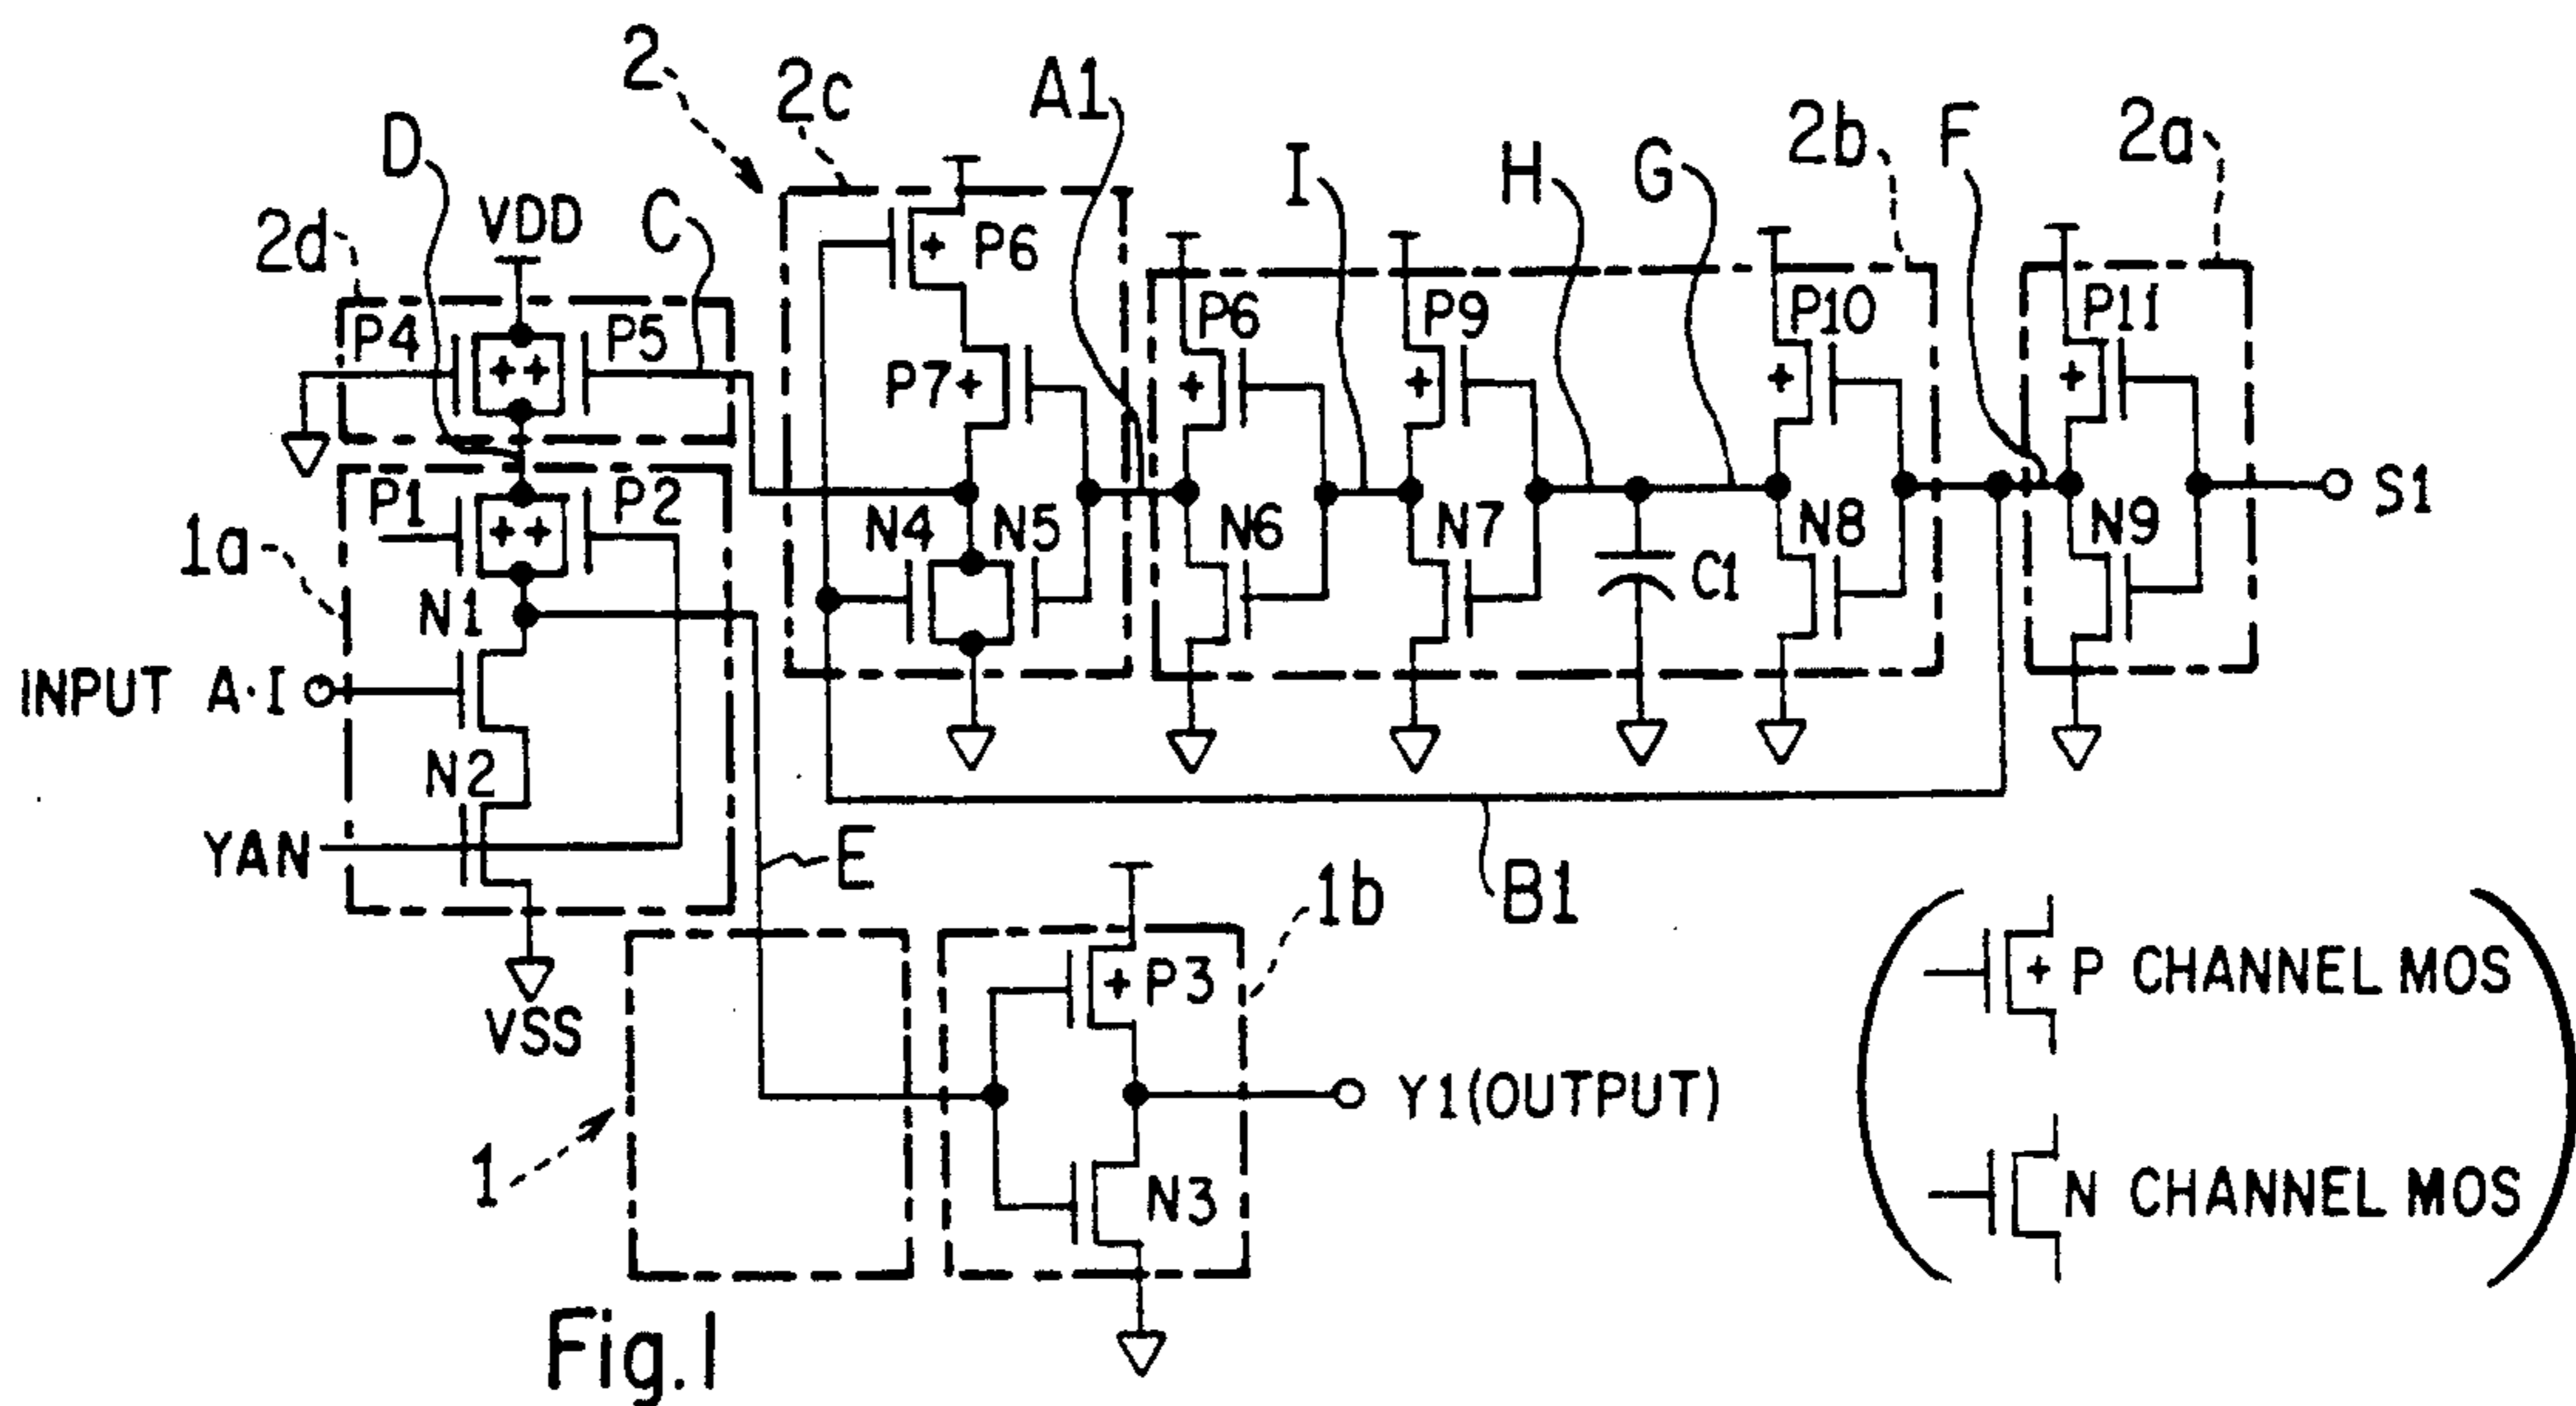 2
2c
A1
I
H
G
2b
F
2a
D
2d
VDD
C
P4
P5
P6
P7
P6
P9
P10
P11
1a
P1
P2
N4
N5
N6
N7
C1
N8
N9
S1
N1
INPUT A·I
N2
YAN
E
B1
VSS
1b
P3
P CHANNEL MOS
1
Y1(OUTPUT)
N3
N CHANNEL MOS
Fig.1